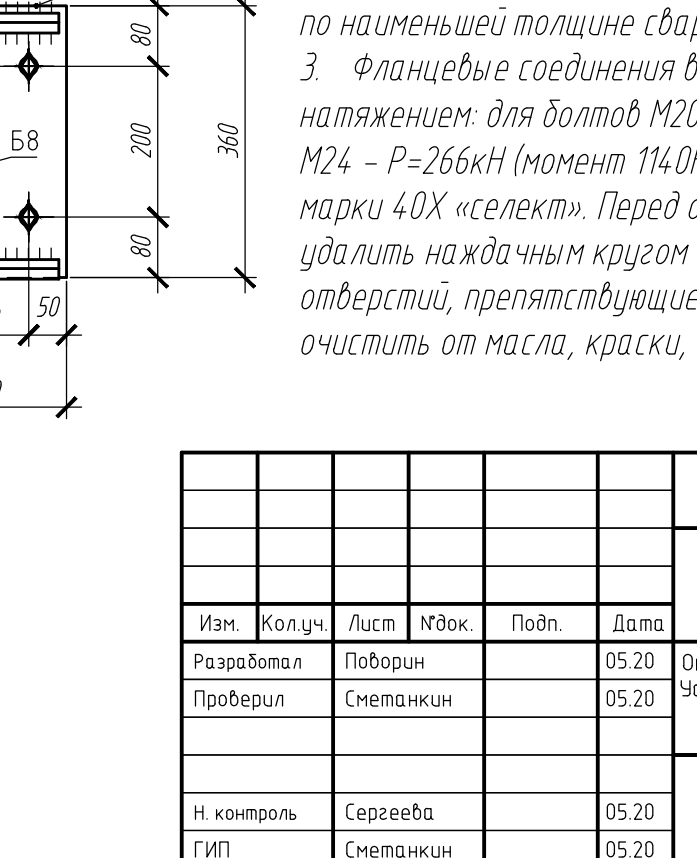 по наименьшей толщине
3. Фланцевые соединения
натяжением: для болтов М20
М24 – Р=266кН (момент
марки 40Х «селект». Перед
удалить наждачным кругом
отверстий, препятствующие
очистить от масла, краски,
80
200
360
Б8
80
50
Изм. Кол.уч. Лист №док. Подп. Дата
Разработал Поворин 05.20
Проверил Сметанкин 05.20
Н. контроль Сергеева 05.20
ГИП Сметанкин 05.20